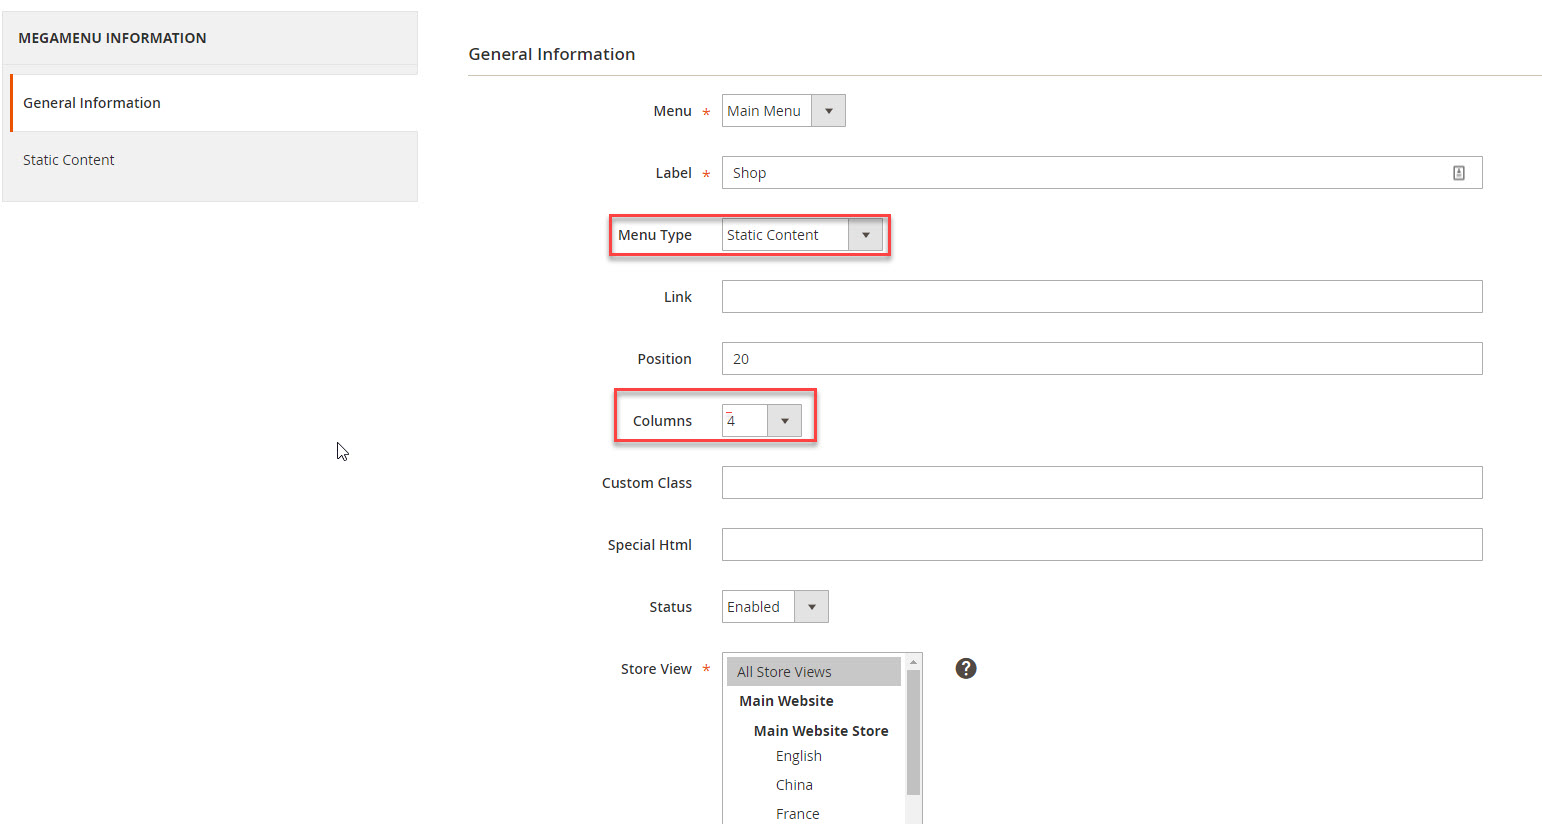 MEGAMENU INFORMATION
General Information
Static Content
General Information
Menu * Main Menu
Label * Shop
Menu Type Static Content
Link
Position 20
Columns 4
Custom Class
Special Html
Status Enabled
Store View * All Store Views ?
Main Website
Main Website Store
English
China
France